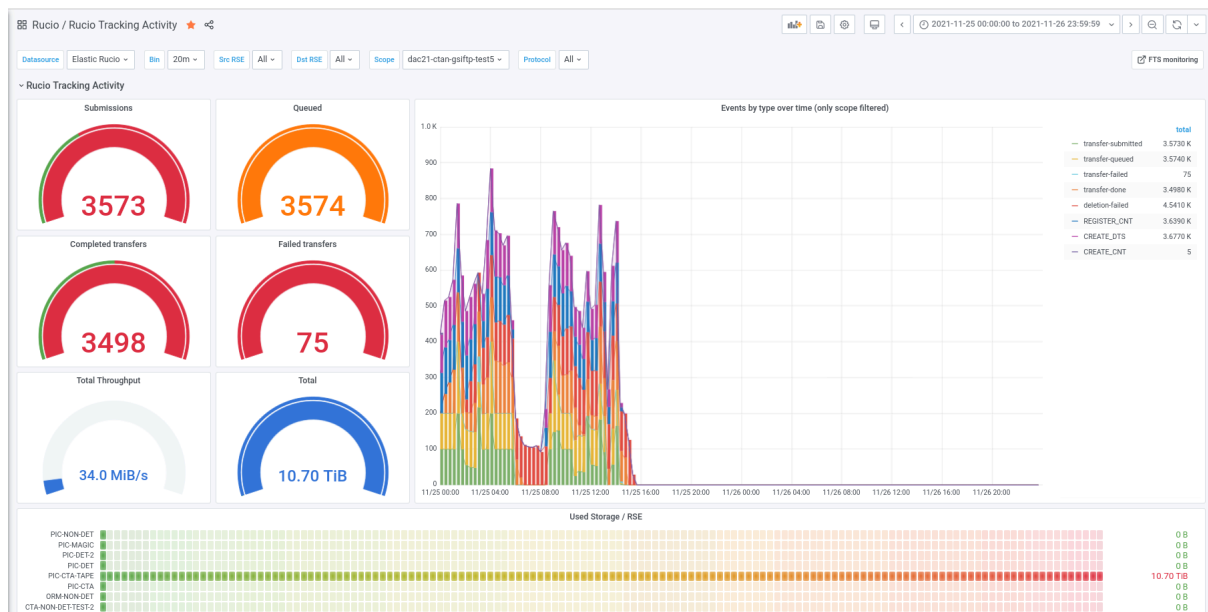 Rucio / Rucio Tracking Activity
2021-11-25 00:00:00 to 2021-11-26 23:59:59
Datasource Elastic Rucio Bin 20m Src RSE All Dst RSE All Scope dac21-ctan-gsiftp-test5 Protocol All FTS monitoring
Rucio Tracking Activity
Submissions
3573
Queued
3574
Completed transfers
3498
Failed transfers
75
Total Throughput
34.0 MiB/s
Total
10.70 TiB
Events by type over time (only scope filtered)
1.0 K
900
800
700
600
500
400
300
200
100
0
11/25 00:00 11/25 04:00 11/25 08:00 11/25 12:00 11/25 16:00 11/25 20:00 11/26 00:00 11/26 04:00 11/26 08:00 11/26 12:00 11/26 16:00 11/26 20:00
total
transfer-submitted 3.5730 K
transfer-queued 3.5740 K
transfer-failed 75
transfer-done 3.4980 K
deletion-failed 4.5410 K
REGISTER_CNT 3.6390 K
CREATE_DTS 3.6770 K
CREATE_CNT 5
Used Storage / RSE
PIC-NON-DET 0 B
PIC-MAGIC 0 B
PIC-DET-2 0 B
PIC-DET 0 B
PIC-CTA-TAPE 10.70 TiB
PIC-CTA 0 B
ORM-NON-DET 0 B
CTA-NON-DET-TEST-2 0 B